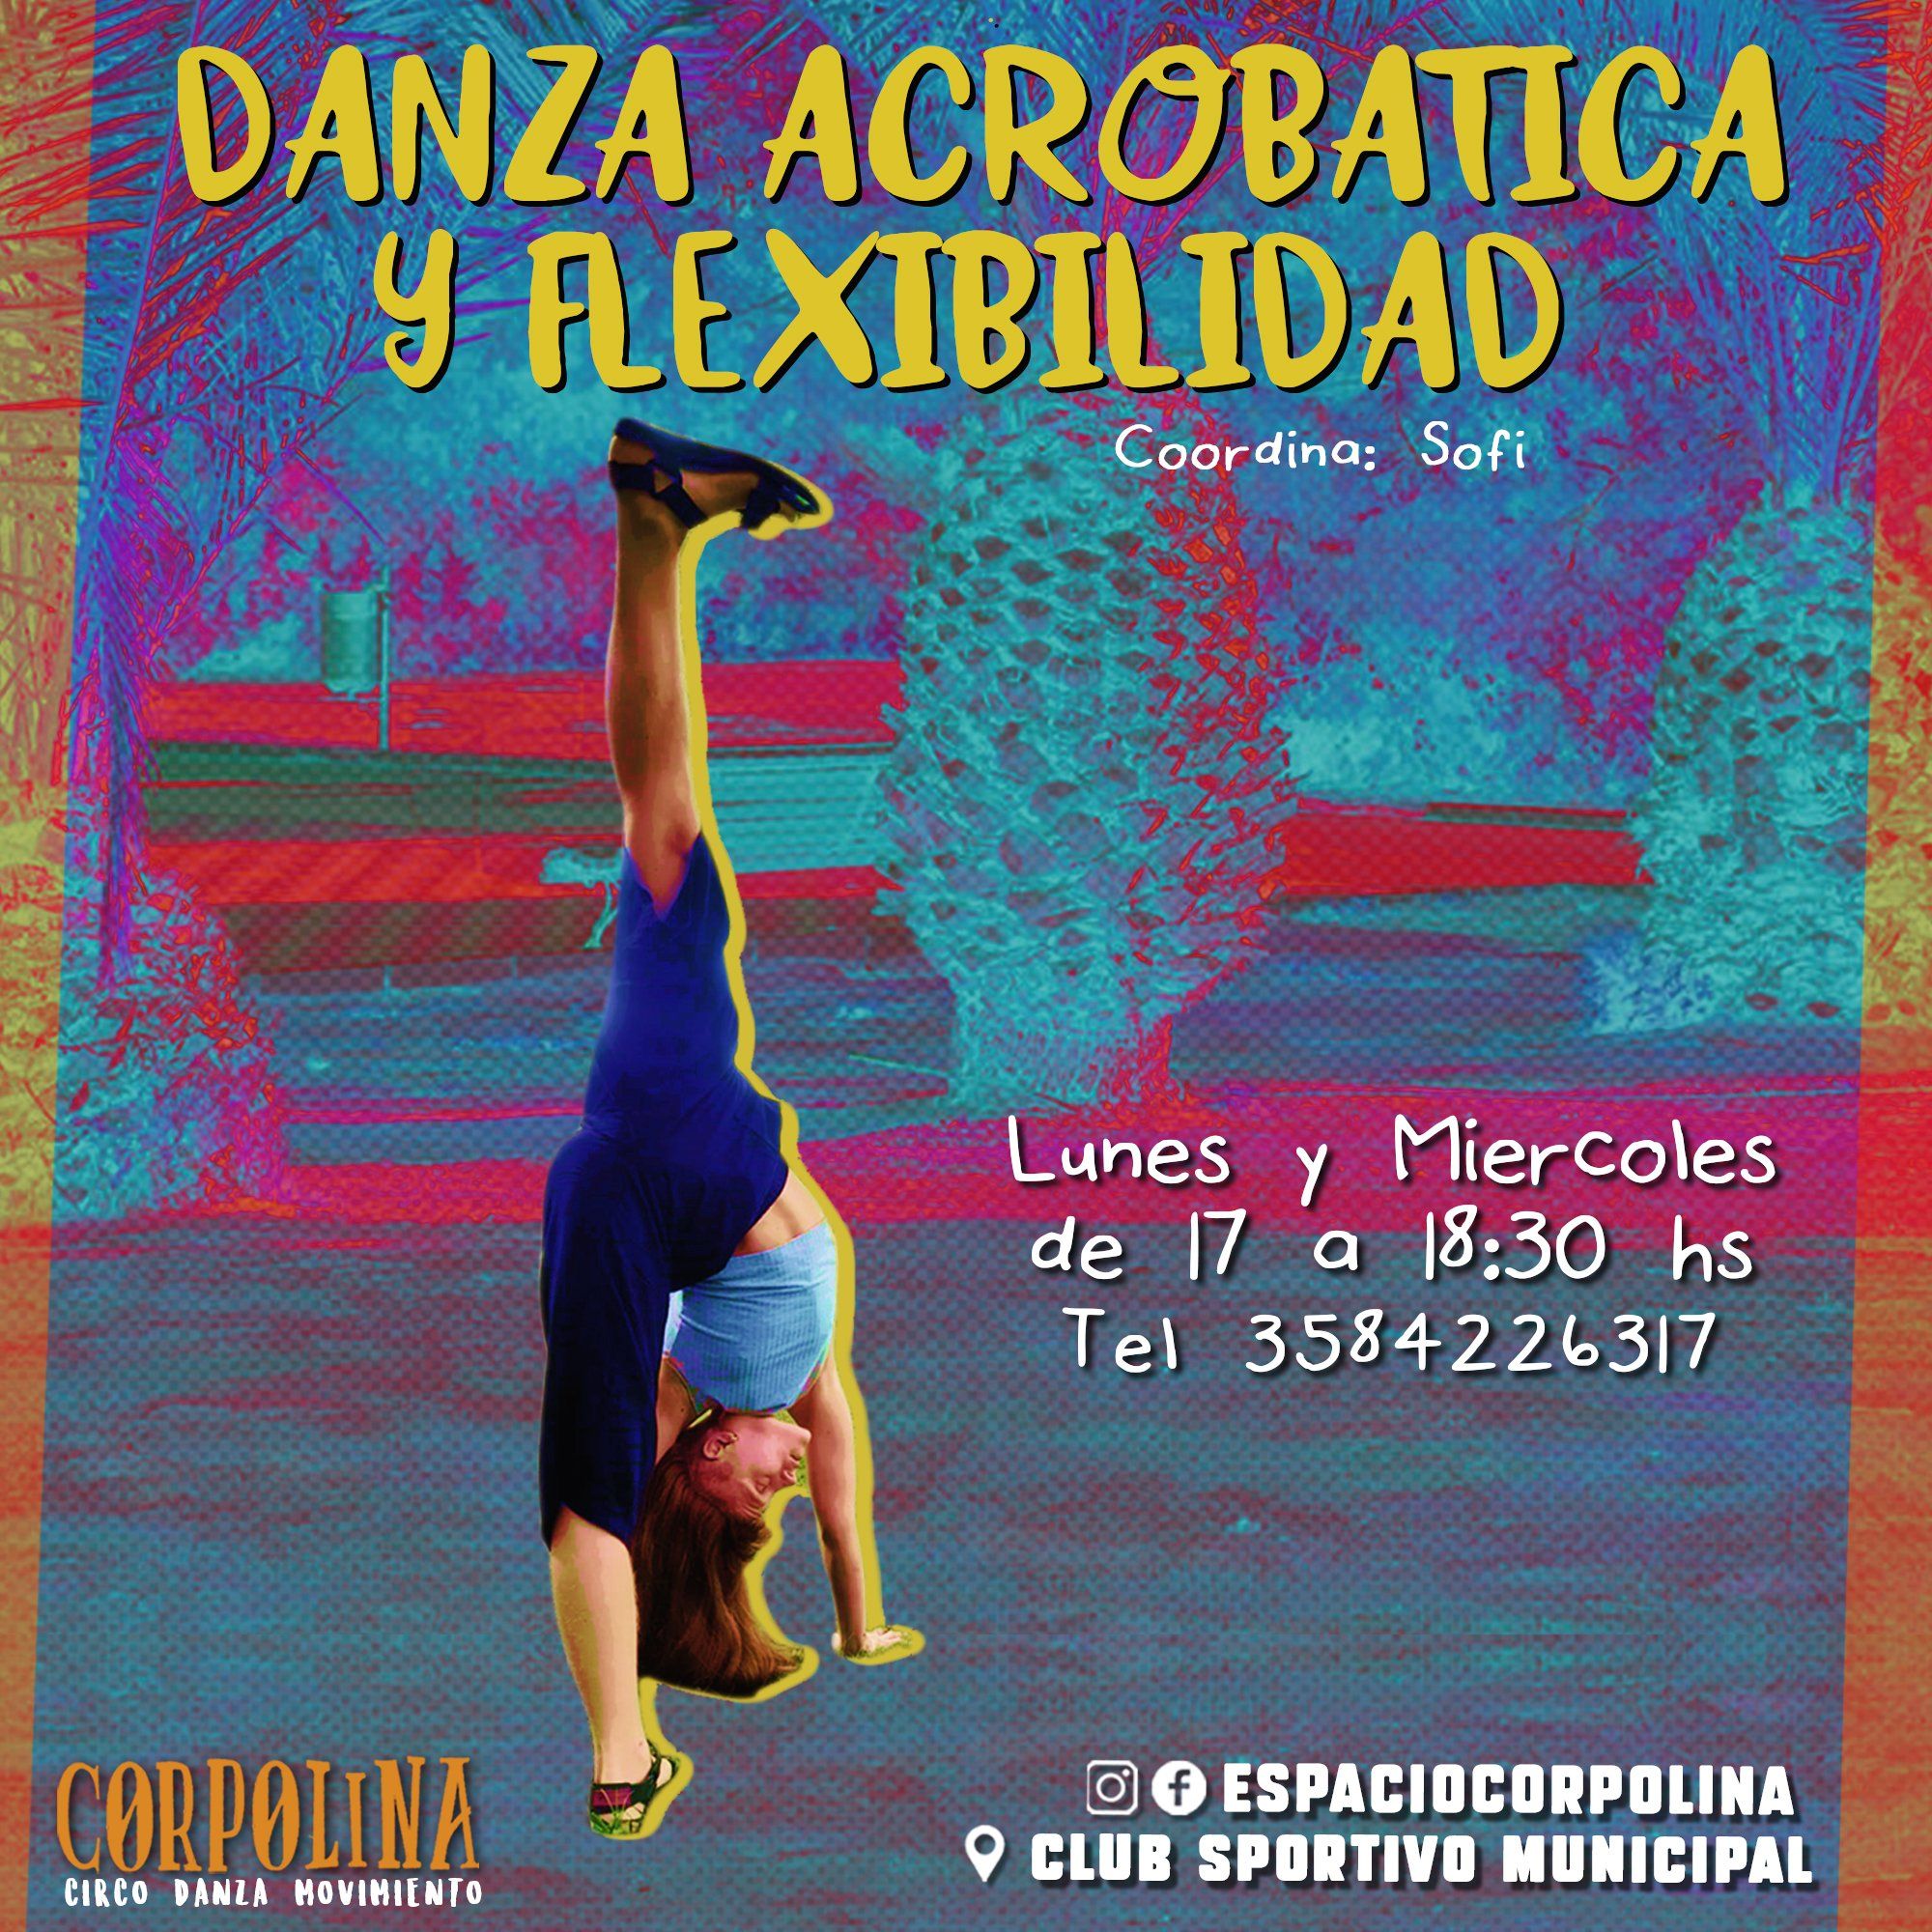 DANZA ACROBATICA
Y FLEXIBILIDAD
Coordina: Sofi
Lunes y Miercoles
de 17 a 18:30 hs
Tel 3584226317
CORPOLINA
CIRCO DANZA MOVIMIENTO
ESPACIOCORPOLINA
CLUB SPORTIVO MUNICIPAL